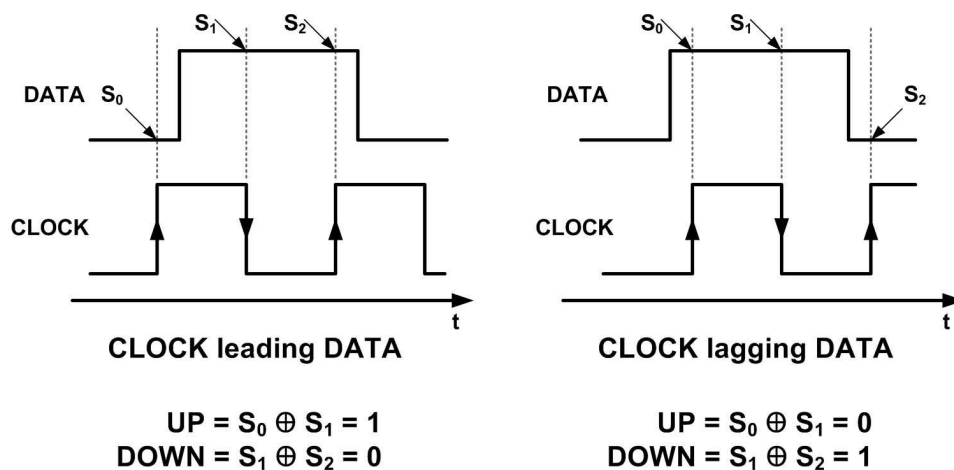 S₁ S₂
DATA S₀
CLOCK
t
CLOCK leading DATA
UP = S₀ ⊕ S₁ = 1
DOWN = S₁ ⊕ S₂ = 0
S₀ S₁
DATA S₂
CLOCK
t
CLOCK lagging DATA
UP = S₀ ⊕ S₁ = 0
DOWN = S₁ ⊕ S₂ = 1